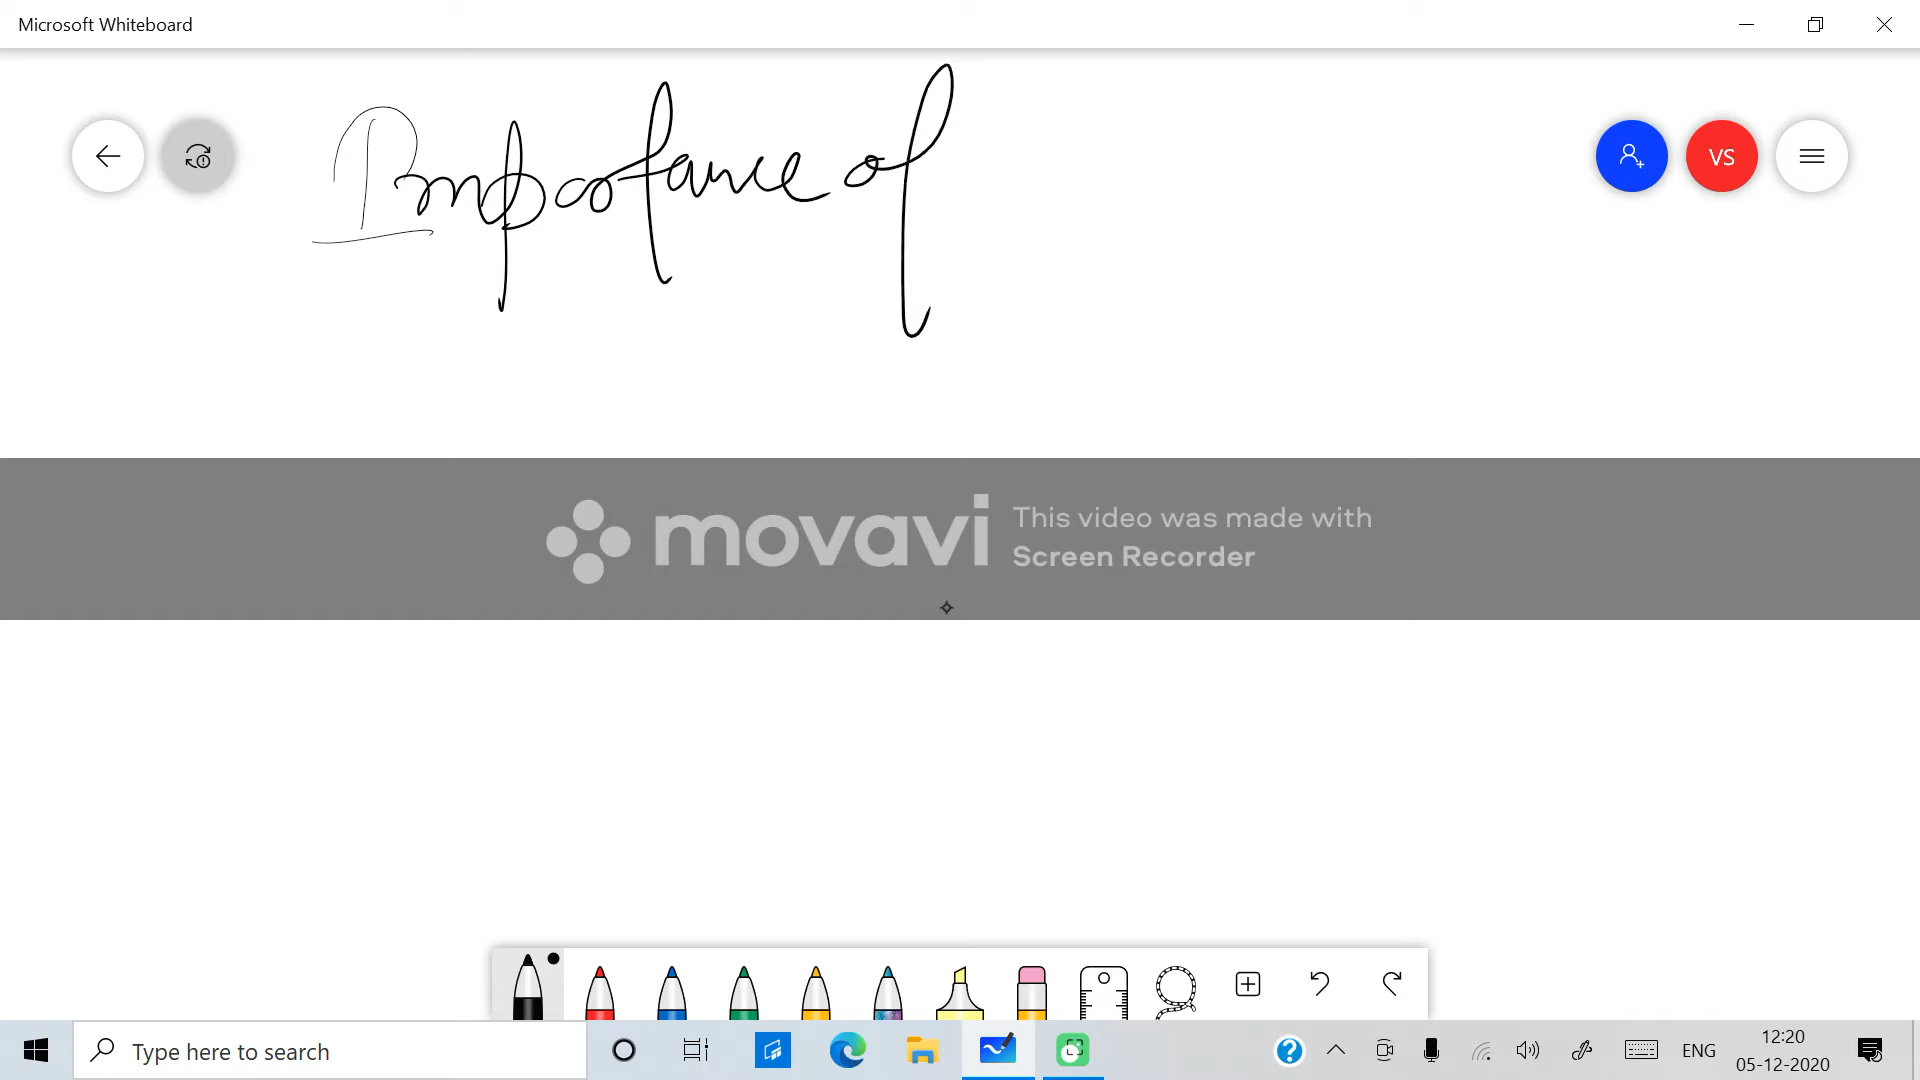 Microsoft Whiteboard
Importance of
VS
movavi
This video was made with
Screen Recorder
Type here to search
ENG
12:20
05-12-2020